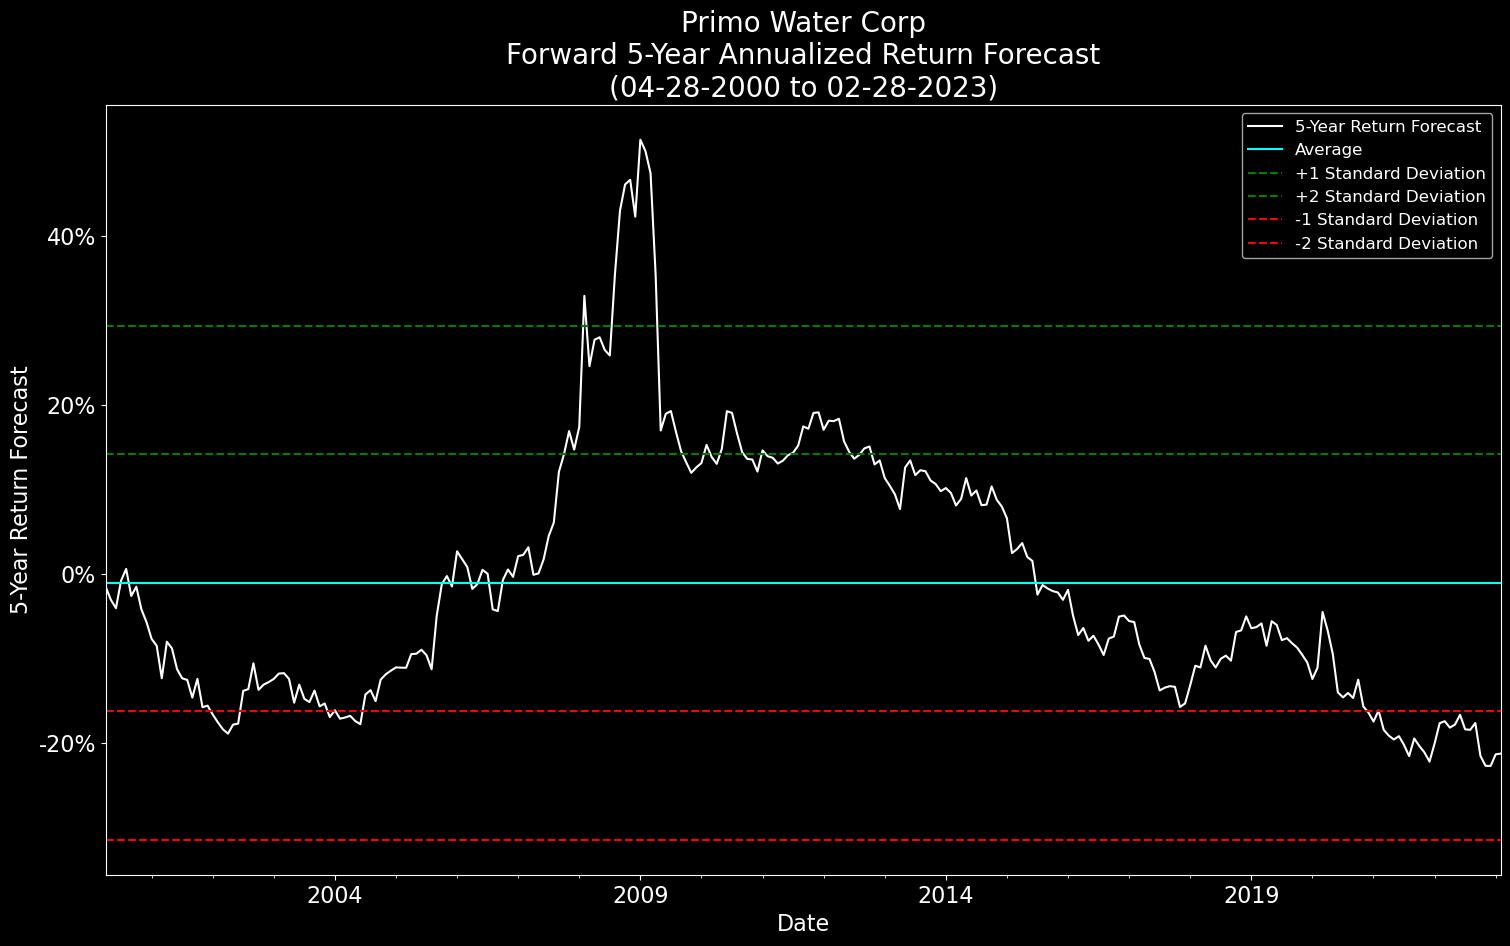 Primo Water Corp
Forward 5-Year Annualized Return Forecast
(04-28-2000 to 02-28-2023)
5-Year Return Forecast
Average
+1 Standard Deviation
+2 Standard Deviation
-1 Standard Deviation
-2 Standard Deviation
5-Year Return Forecast
40%
20%
0%
-20%
2004
2009
2014
2019
Date